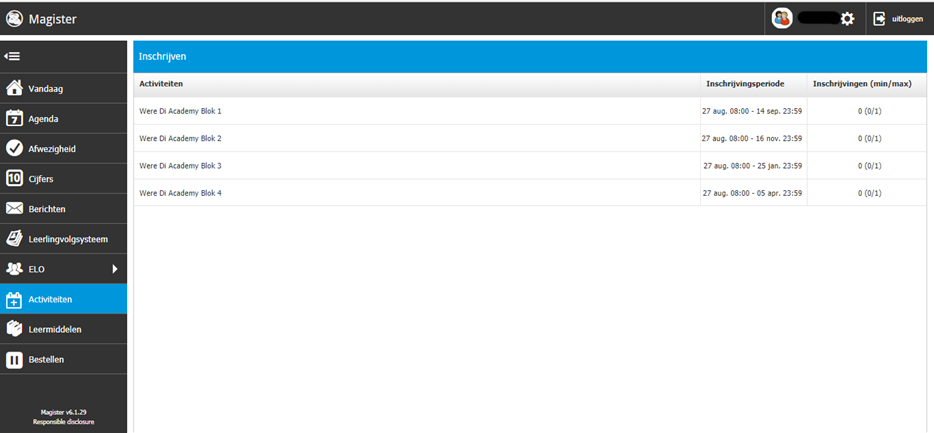 Magister
uitloggen
Inschrijven
Activiteiten Inschrijvingsperiode Inschrijvingen (min/max)
Were Di Academy Blok 1 27 aug. 08:00 - 14 sep. 23:59 0 (0/1)
Were Di Academy Blok 2 27 aug. 08:00 - 16 nov. 23:59 0 (0/1)
Were Di Academy Blok 3 27 aug. 08:00 - 25 jan. 23:59 0 (0/1)
Were Di Academy Blok 4 27 aug. 08:00 - 05 apr. 23:59 0 (0/1)
Vandaag
7 Agenda
Afwezigheid
10 Cijfers
Berichten
Leerlingvolgsysteem
ELO
Activiteiten
Leermiddelen
Bestellen
Magister v6.1.29
Responsible disclosure